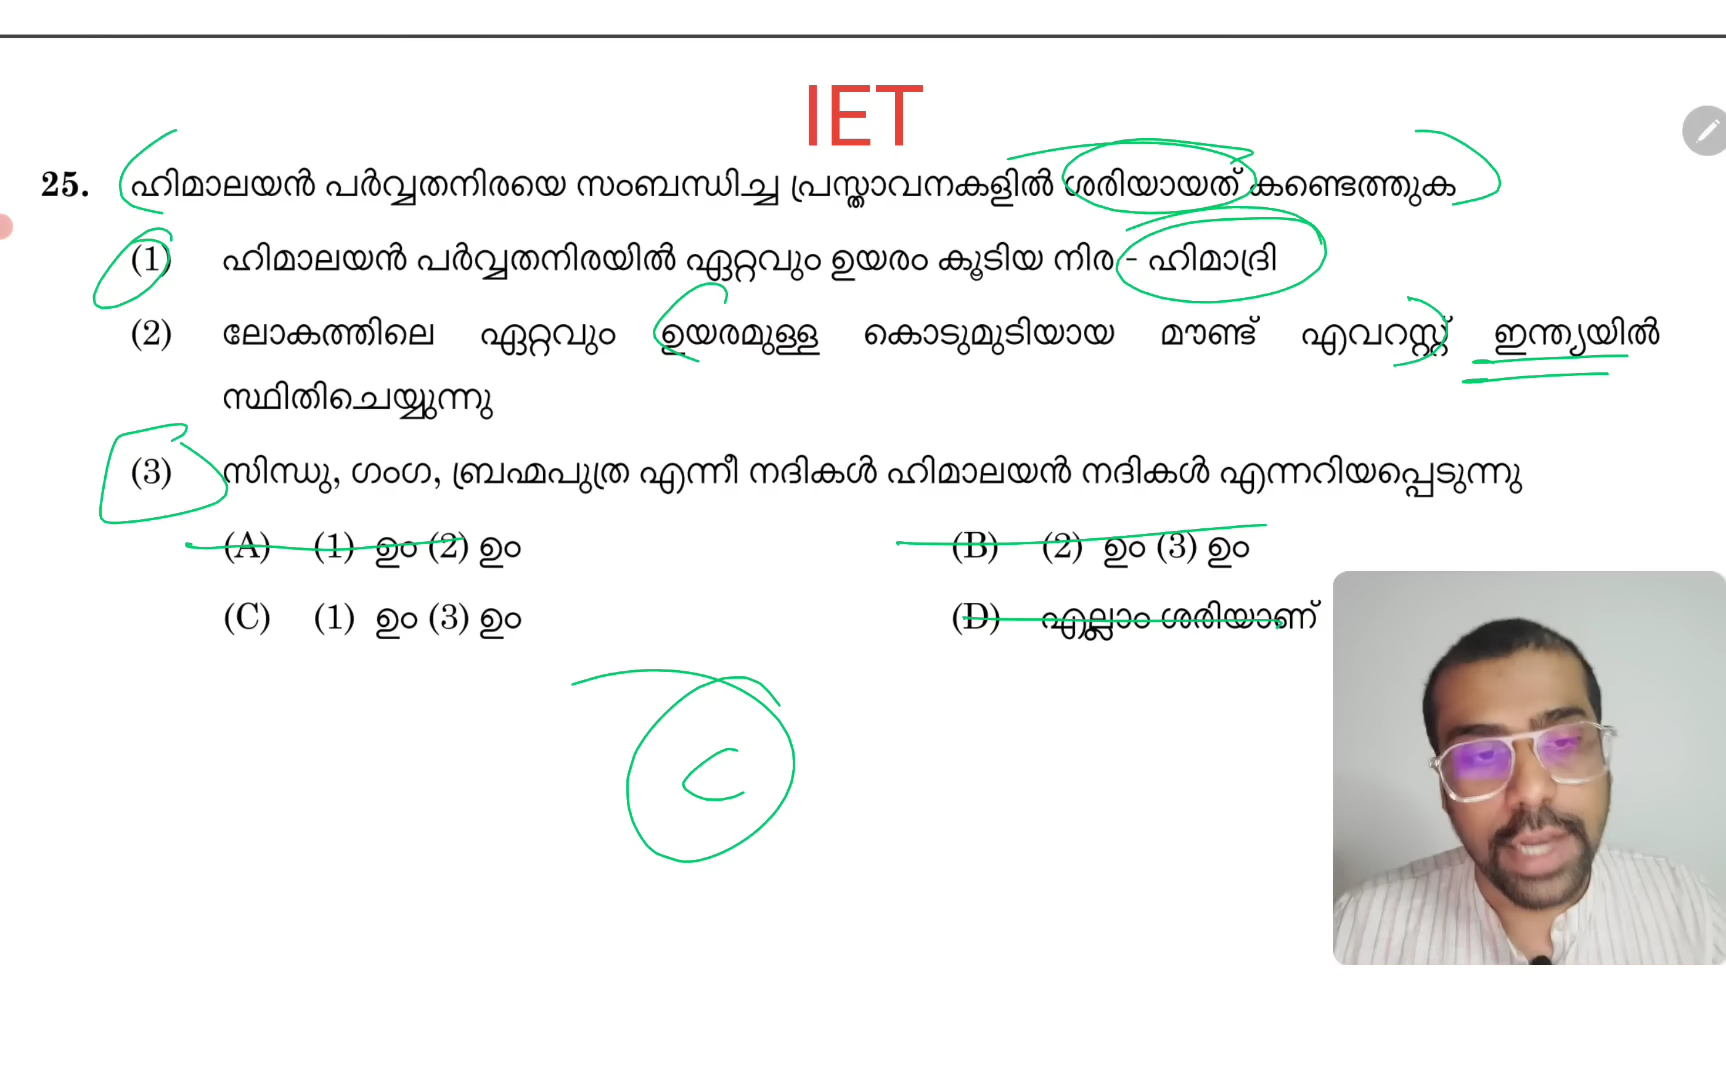 IET
25. ഹിമാലയൻ പർവ്വതനിരയെ സംബന്ധിച്ച പ്രസ്താവനകളിൽ ശരിയായത് കണ്ടെത്തുക
(1) ഹിമാലയൻ പർവ്വതനിരയിൽ ഏറ്റവും ഉയരം കൂടിയ നിര - ഹിമാദ്രി
(2) ലോകത്തിലെ ഏറ്റവും ഉയരമുള്ള കൊടുമുടിയായ മൗണ്ട് എവറസ്റ്റ് ഇന്ത്യയിൽ
സ്ഥിതിചെയ്യുന്നു
(3) സിന്ധു, ഗംഗ, ബ്രഹ്മപുത്ര എന്നീ നദികൾ ഹിമാലയൻ നദികൾ എന്നറിയപ്പെടുന്നു
(A) (1) ഉം (2) ഉം (B) (2) ഉം (3) ഉം
(C) (1) ഉം (3) ഉം (D) എല്ലാം ശരിയാണ്
C